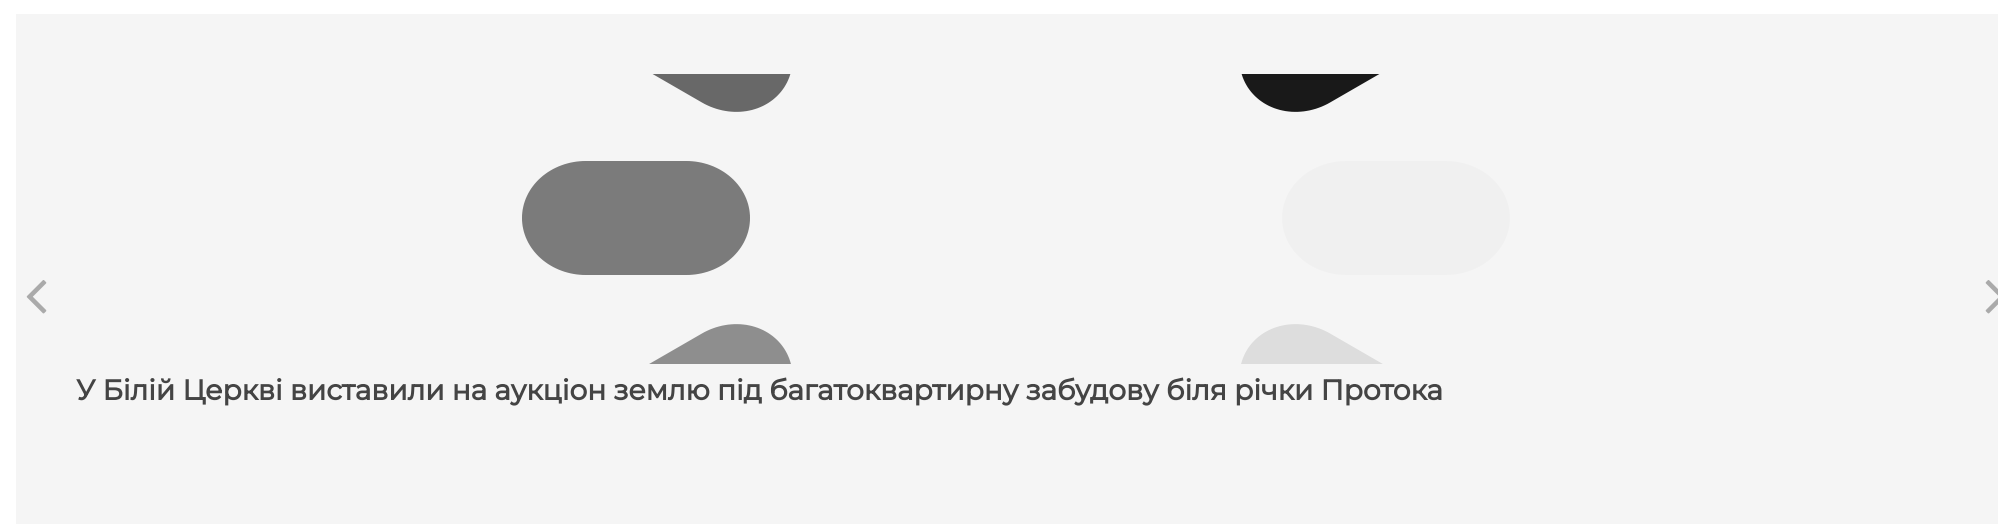 У Білій Церкві виставили на аукціон землю під багатоквартирну забудову біля річки Протока